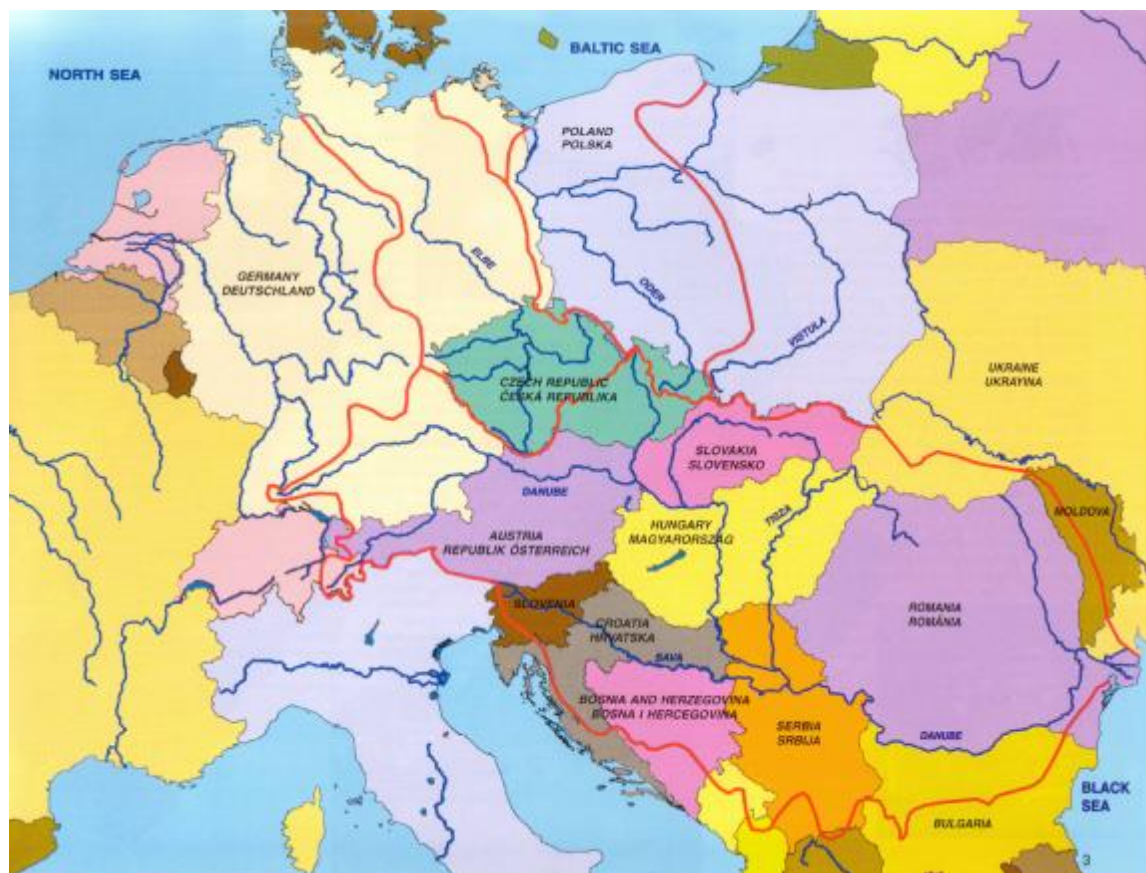 NORTH SEA
BALTIC SEA
POLAND
POLSKA
GERMANY
DEUTSCHLAND
ELBE
ODER
VISTULA
UKRAINE
UKRAYINA
CZECH REPUBLIC
ČESKÁ REPUBLIKA
SLOVAKIA
SLOVENSKO
DANUBE
TISZA
MOLDOVA
HUNGARY
MAGYARORSZÁG
AUSTRIA
REPUBLIK ÖSTERREICH
SLOVENIA
CROATIA
HRVATSKA
ROMANIA
ROMÂNIA
SAVA
BOSNIA AND HERZEGOVINA
BOSNA I HERCEGOVINA
SERBIA
SRBIJA
DANUBE
BLACK
SEA
BULGARIA
3